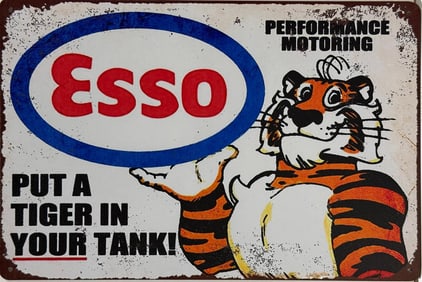 Esso
PERFORMANCE
MOTORING
PUT A
TIGER IN
YOUR TANK!